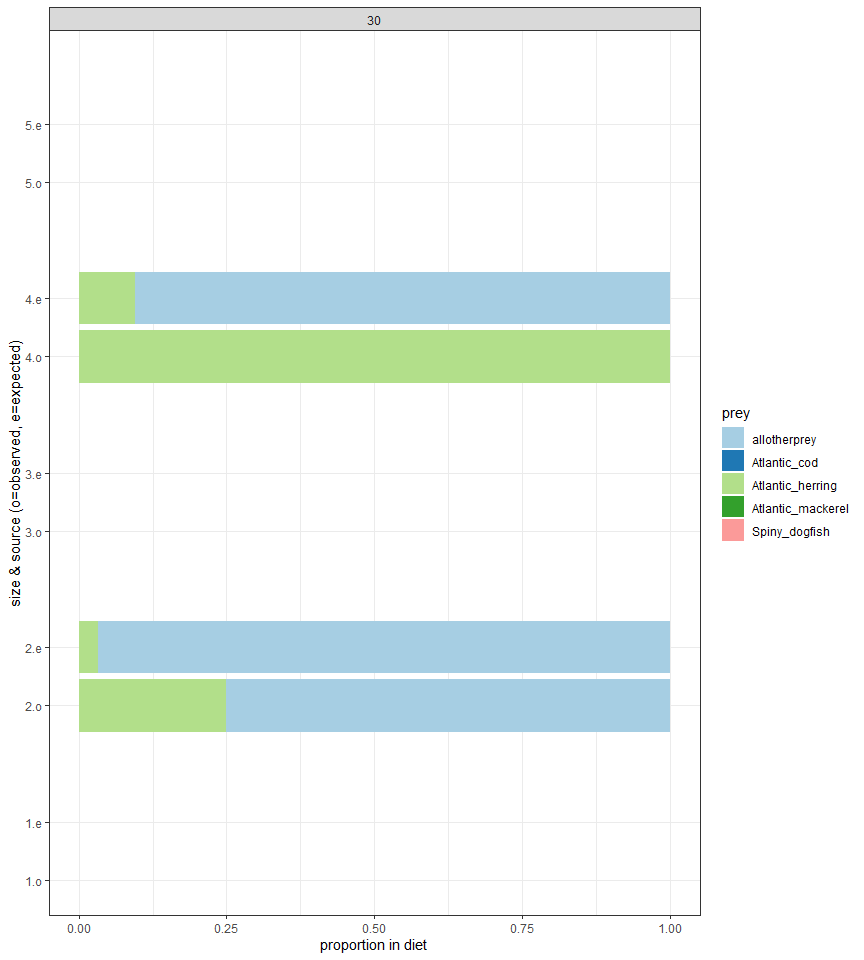 30
5.e
5.o
4.e
4.o
3.e
3.o
2.e
2.o
1.e
1.o
size & source (o=observed, e=expected)
0.00 0.25 0.50 0.75 1.00
proportion in diet
prey
allotherprey
Atlantic_cod
Atlantic_herring
Atlantic_mackerel
Spiny_dogfish